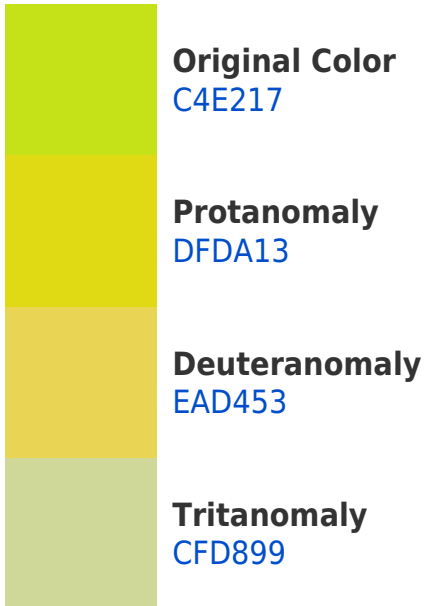 Original Color
C4E217
Protanomaly
DFDA13
Deuteranomaly
EAD453
Tritanomaly
CFD899